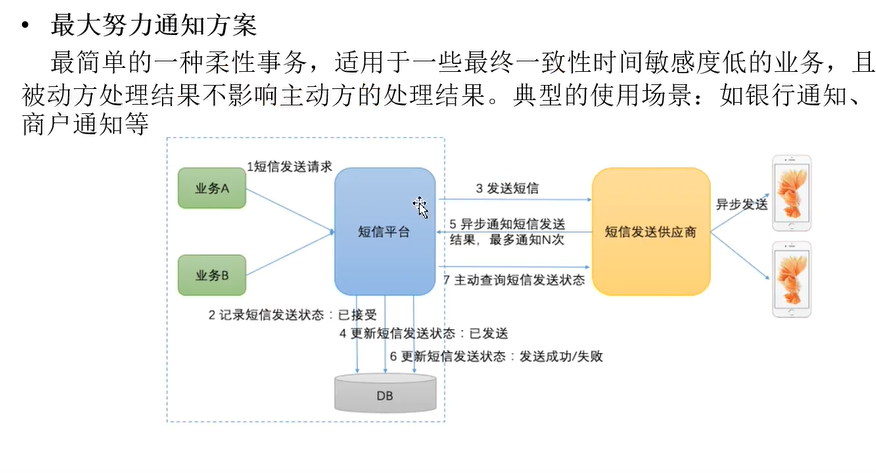 • 最大努力通知方案
最简单的一种柔性事务，适用于一些最终一致性时间敏感度低的业务，且
被动方处理结果不影响主动方的处理结果。典型的使用场景：如银行通知、
商户通知等
1短信发送请求
业务A
业务B
短信平台
3 发送短信
5 异步通知短信发送
结果，最多通知N次
7 主动查询短信发送状态
短信发送供应商
异步发送
2 记录短信发送状态：已接受
4 更新短信发送状态：已发送
6 更新短信发送状态：发送成功/失败
DB